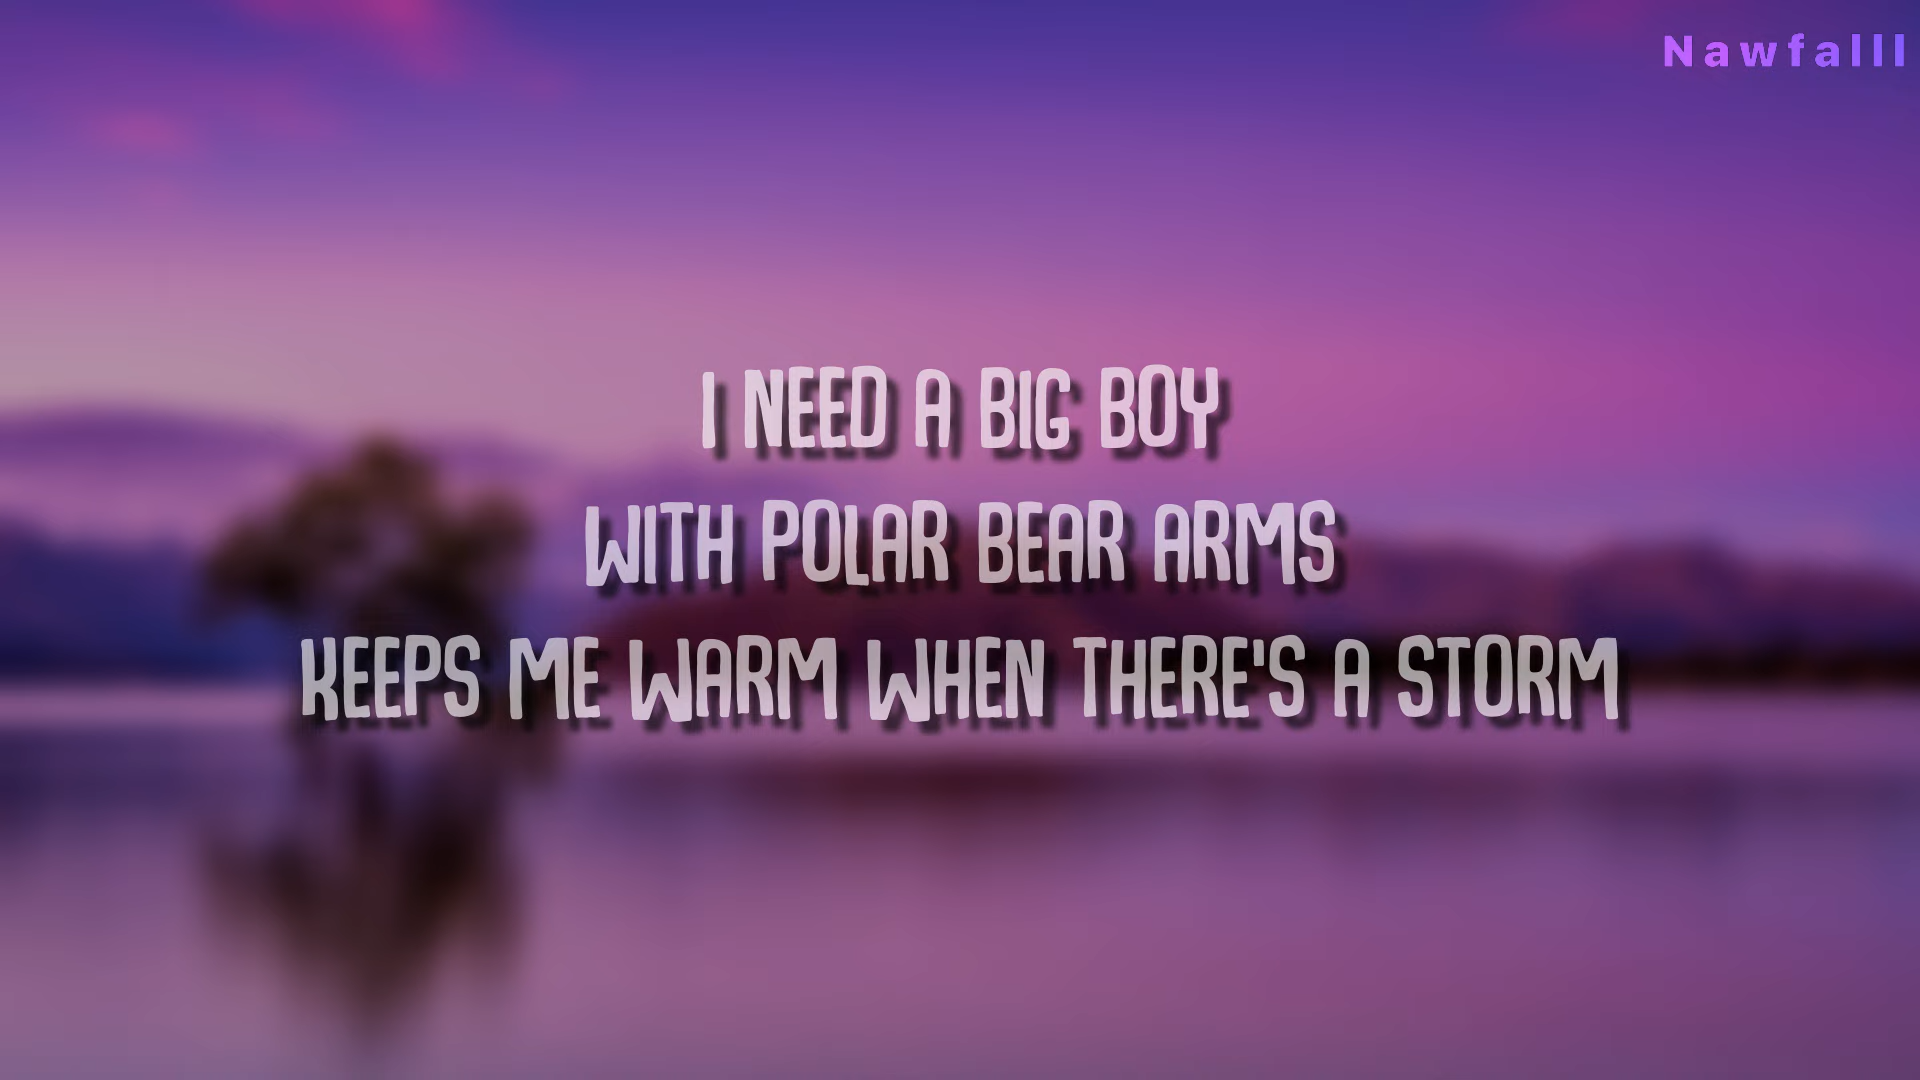 Nawfalll
I NEED A BIG BOY
WITH POLAR BEAR ARMS
KEEPS ME WARM WHEN THERE'S A STORM